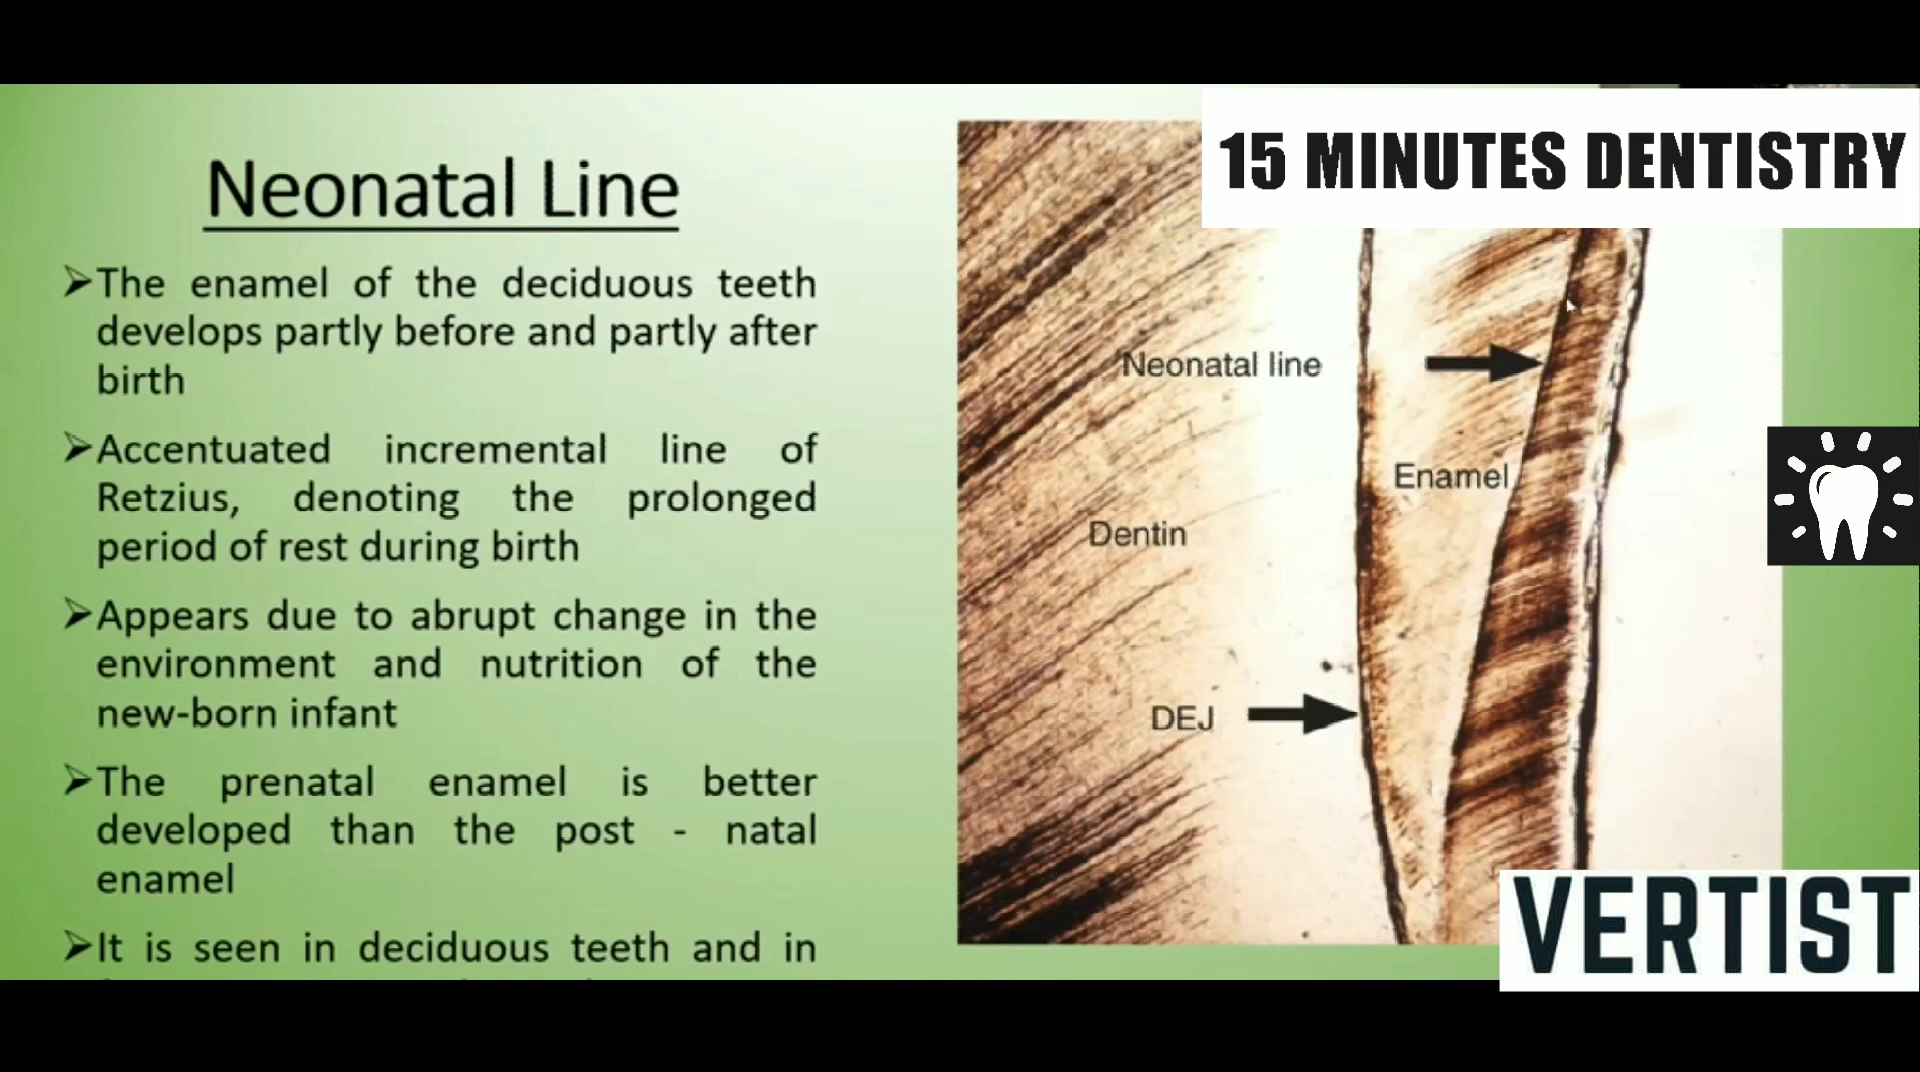 15 MINUTES DENTISTRY
Neonatal Line
➢The enamel of the deciduous teeth
develops partly before and partly after
birth
➢Accentuated incremental line of
Retzius, denoting the prolonged
period of rest during birth
➢Appears due to abrupt change in the
environment and nutrition of the
new-born infant
➢The prenatal enamel is better
developed than the post - natal
enamel
➢It is seen in deciduous teeth and in
Neonatal line
Enamel
Dentin
DEJ
VERTIST